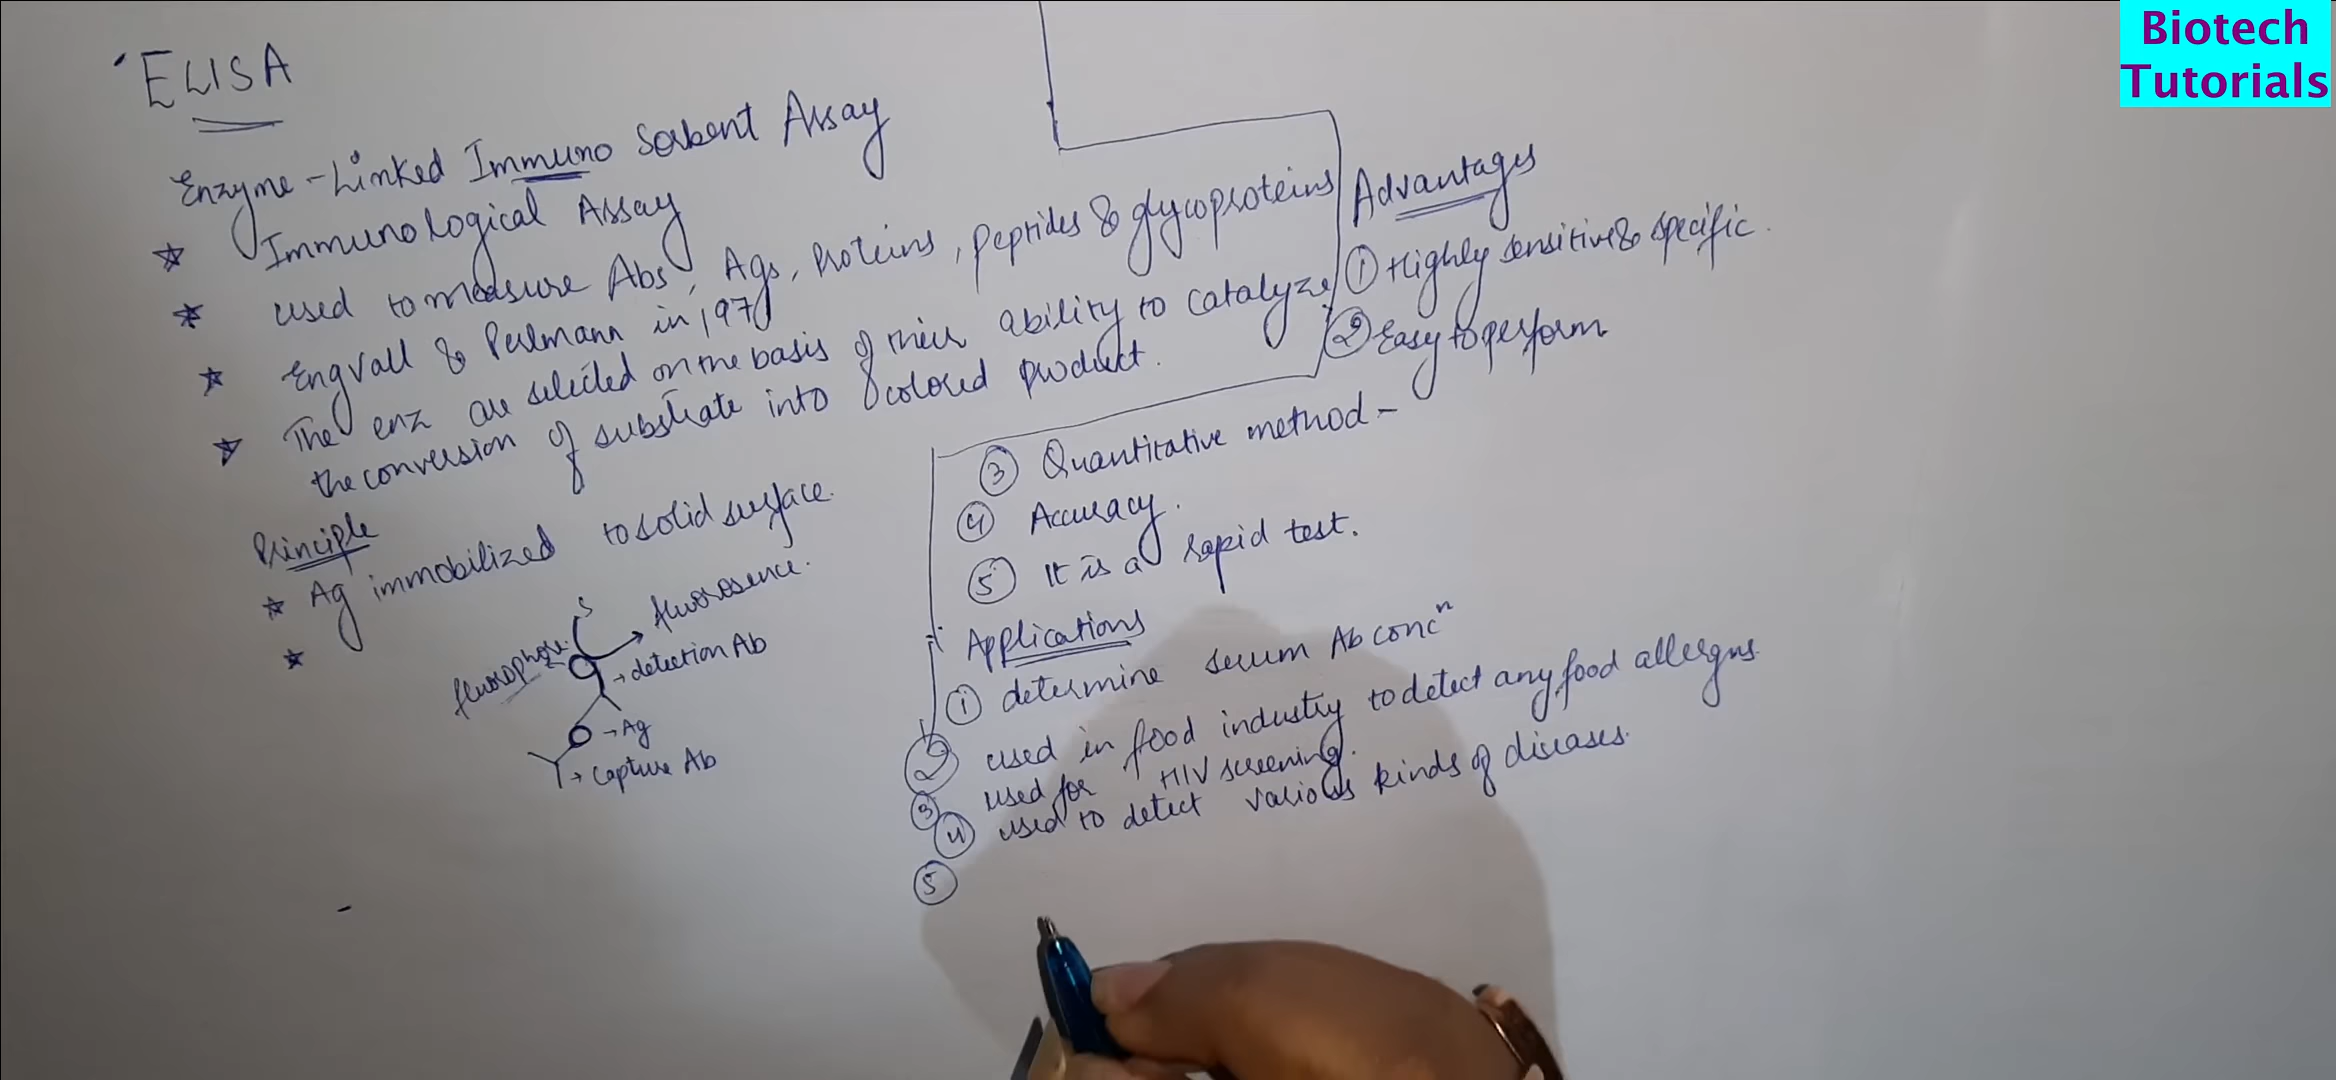 ELISA
Enzyme-Linked Immuno Sorbent Assay
Immunological Assay
used to measure Abs, Ags, Proteins, peptides & glycoproteins
Engvall & Perlmann in 1970
The enz are selected on the basis of their ability to catalyze
the conversion of substrate into colored product.
Principle
Ag immobilized to solid surface.
S
fluorosence.
fluorophore
detection Ab
Ag
capture Ab
Advantages
① Highly sensitive & specific.
② Easy to perform
③ Quantitative method -
④ Accuracy.
⑤ It is a rapid test.
Applications
① determine serum Ab concⁿ
② used in food industry to detect any food allergns.
③ used for HIV screening.
④ used to detect various kinds of diseases.
⑤
Biotech
Tutorials